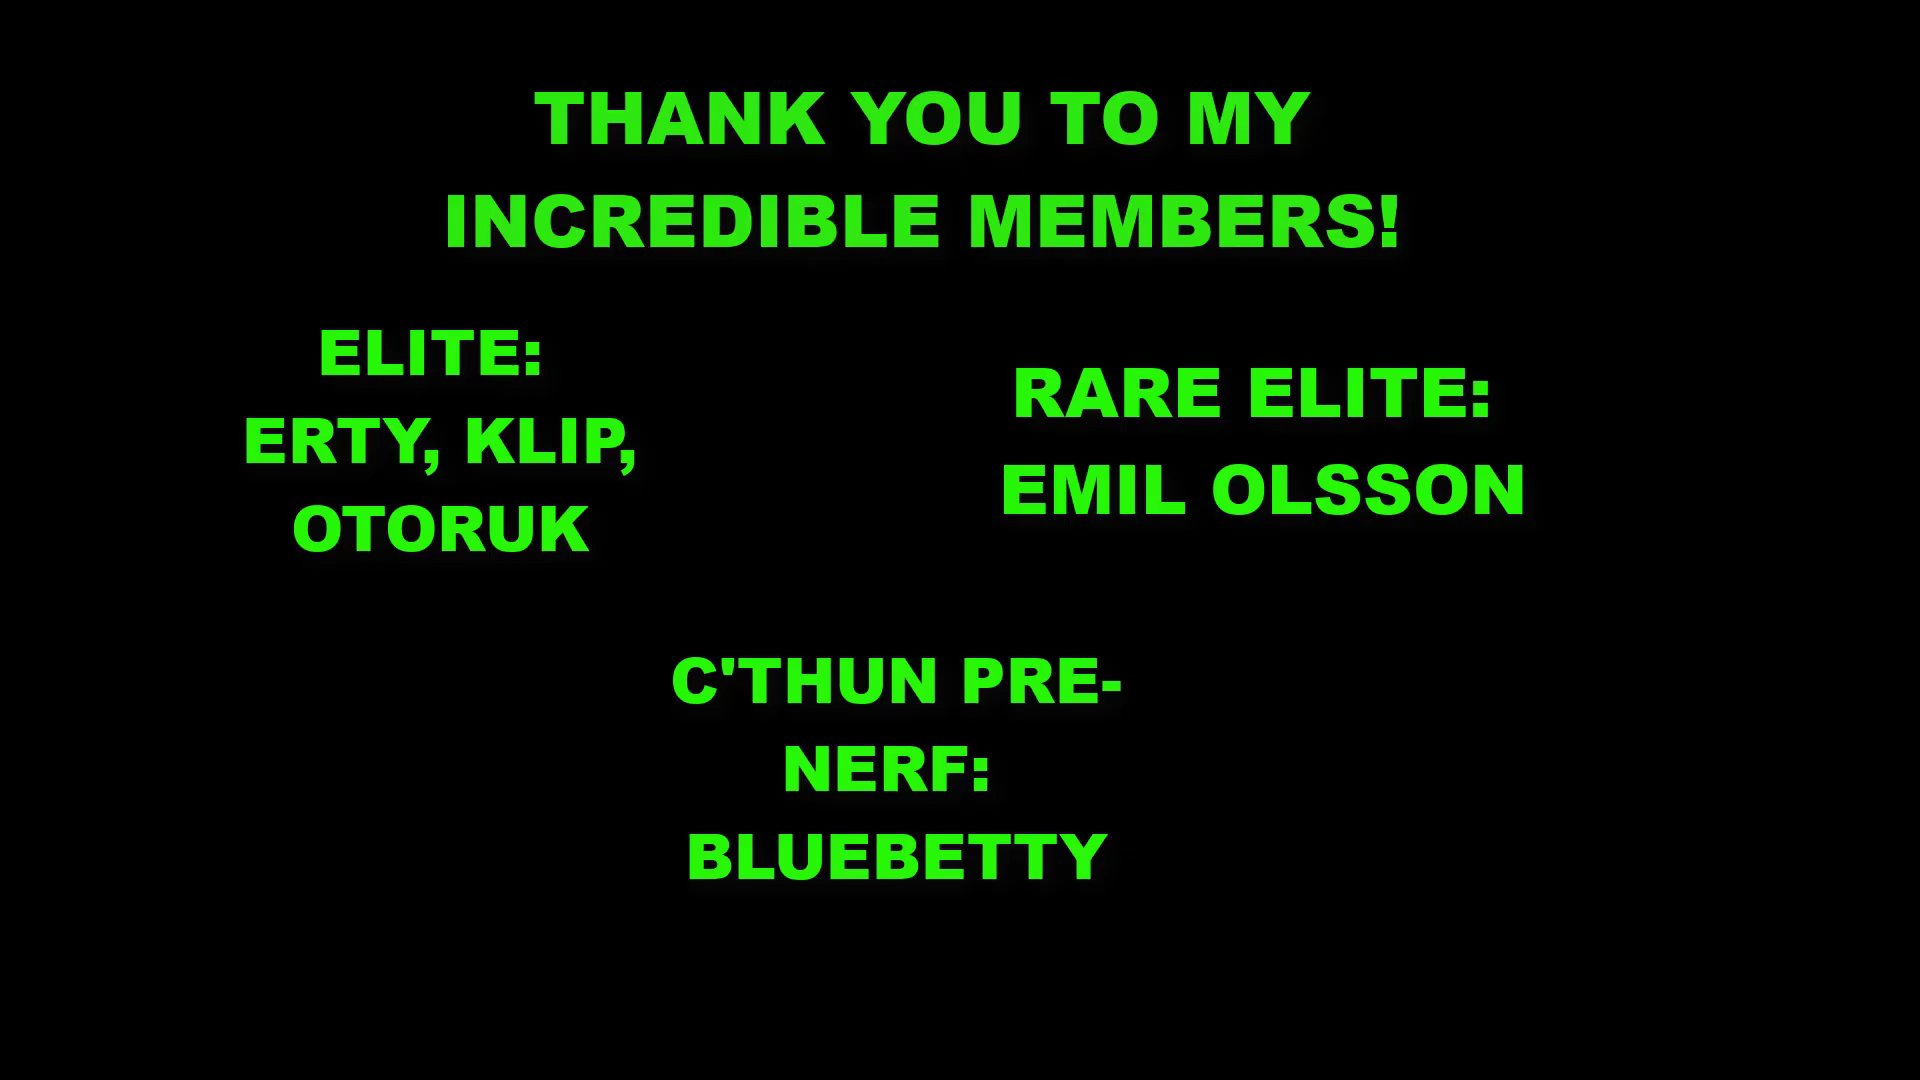 THANK YOU TO MY
INCREDIBLE MEMBERS!
ELITE:
ERTY, KLIP,
OTORUK
RARE ELITE:
EMIL OLSSON
C'THUN PRE-
NERF:
BLUEBETTY